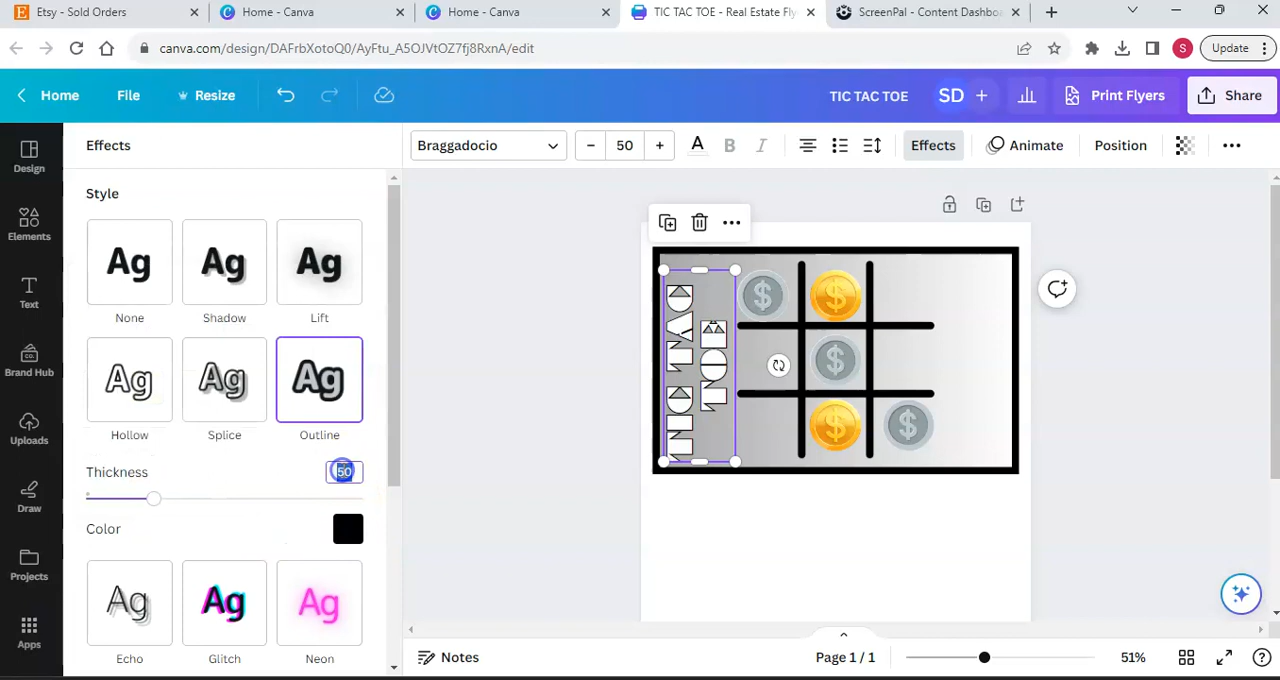 Etsy - Sold Orders
Home - Canva
Home - Canva
TIC TAC TOE - Real Estate Fly
ScreenPal - Content Dashboa
canva.com/design/DAFrbXotoQ0/AyFtu_A5OJVtOZ7fj8RxnA/edit
S
Update
Home
File
Resize
TIC TAC TOE
SD
Print Flyers
Share
Design
Elements
Text
Brand Hub
Uploads
Draw
Projects
Apps
Effects
Style
Ag
Ag
Ag
None
Shadow
Lift
Ag
Ag
Ag
Hollow
Splice
Outline
Thickness
50
Color
Ag
Ag
Ag
Echo
Glitch
Neon
Braggadocio
50
A
B
I
Effects
Animate
Position
$
$
$
$
$
Notes
Page 1 / 1
51%